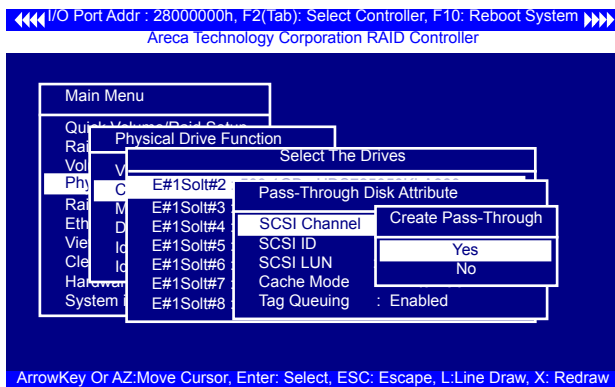 I/O Port Addr : 28000000h, F2(Tab): Select Controller, F10: Reboot System
Areca Technology Corporation RAID Controller
Main Menu
Physical Drive Function
Select The Drives
E#1Solt#2
Pass-Through Disk Attribute
E#1Solt#3
Create Pass-Through
SCSI Channel
E#1Solt#4
Yes
SCSI ID
E#1Solt#5
No
SCSI LUN
E#1Solt#6
Cache Mode
E#1Solt#7
Tag Queuing : Enabled
E#1Solt#8
ArrowKey Or AZ:Move Cursor, Enter: Select, ESC: Escape, L:Line Draw, X: Redraw